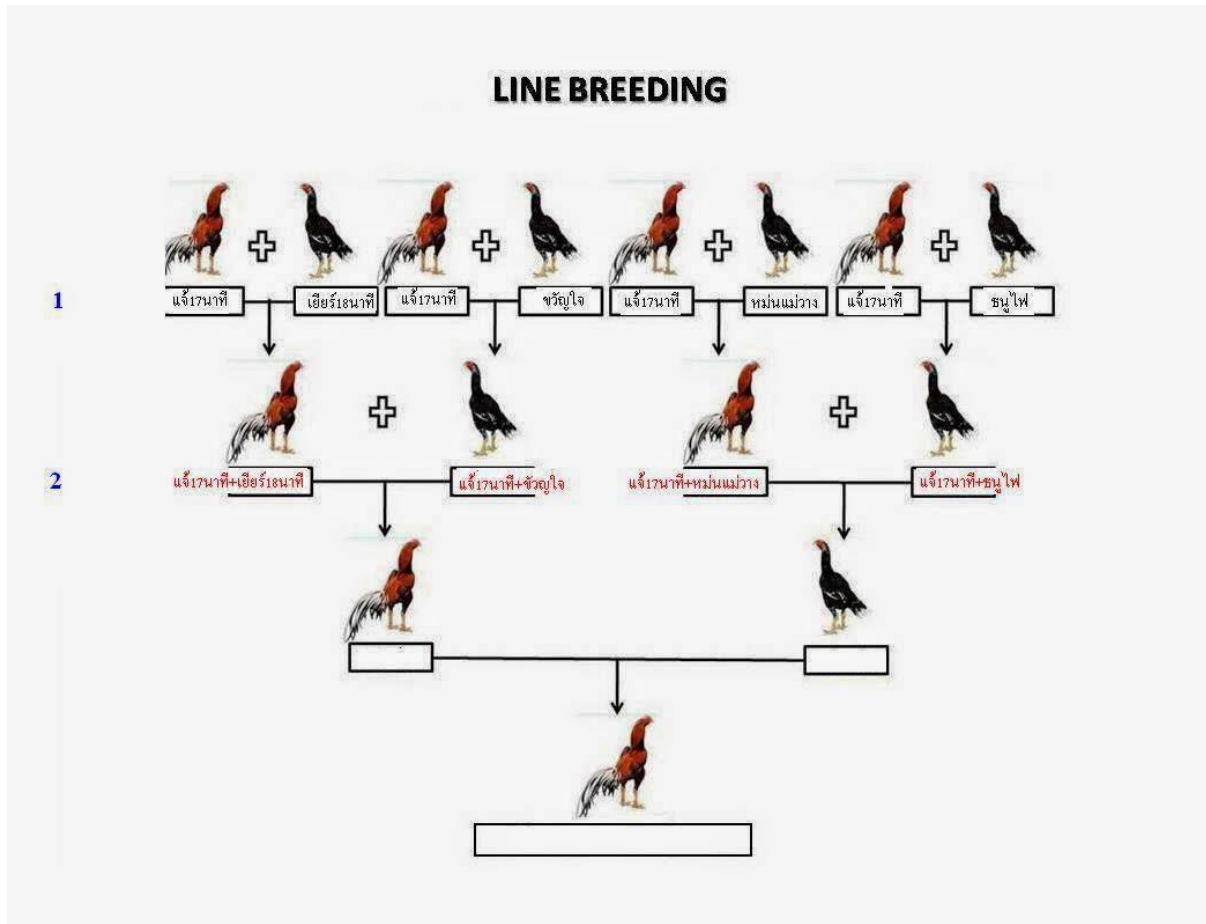 LINE BREEDING
1 แจ้17นาที เยียร์18นาที แจ้17นาที ขวัญใจ แจ้17นาที หม่นแม่วาง แจ้17นาที ธนูไฟ
2 แจ้17นาที+เยียร์18นาที แจ้17นาที+ขัวญใจ แจ้17นาที+หม่นแม่วาง แจ้17นาที+ธนูไฟ